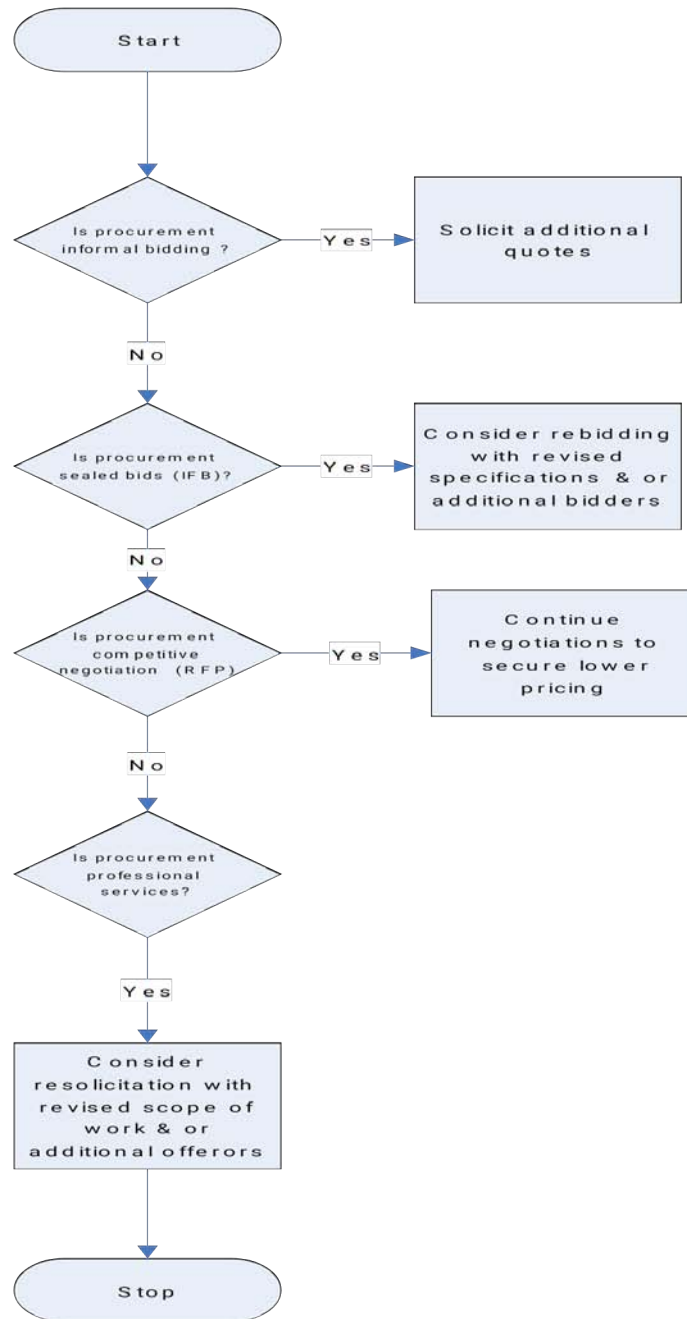 Start
Is procurement
informal bidding ?
Yes
Solicit additional
quotes
No
Is procurement
sealed bids (IFB)?
Yes
Consider rebidding
with revised
specifications & or
additional bidders
No
Is procurement
competitive
negotiation (RFP)
Yes
Continue
negotiations to
secure lower
pricing
No
Is procurement
professional
services?
Yes
Consider
resolicitation with
revised scope of
work & or
additional offerors
Stop